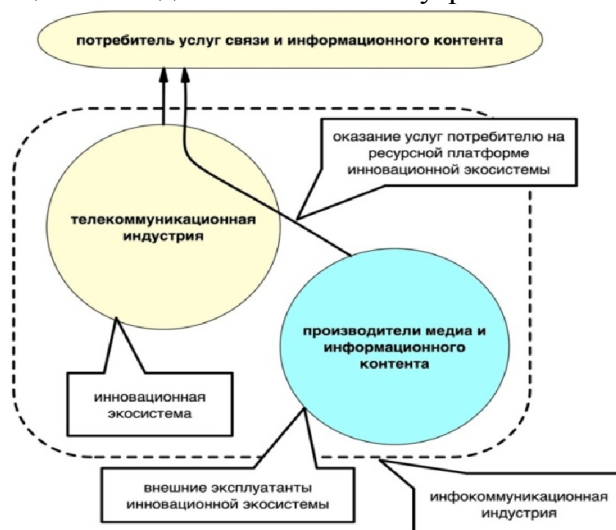 потребитель услуг связи и информационного контента
оказание услуг потребителю на
ресурсной платформе
инновационной экосистемы
телекоммуникационная
индустрия
производители медиа и
информационного
контента
инновационная
экосистема
внешние эксплуатанты
инновационной экосистемы
инфокоммуникационная
индустрия